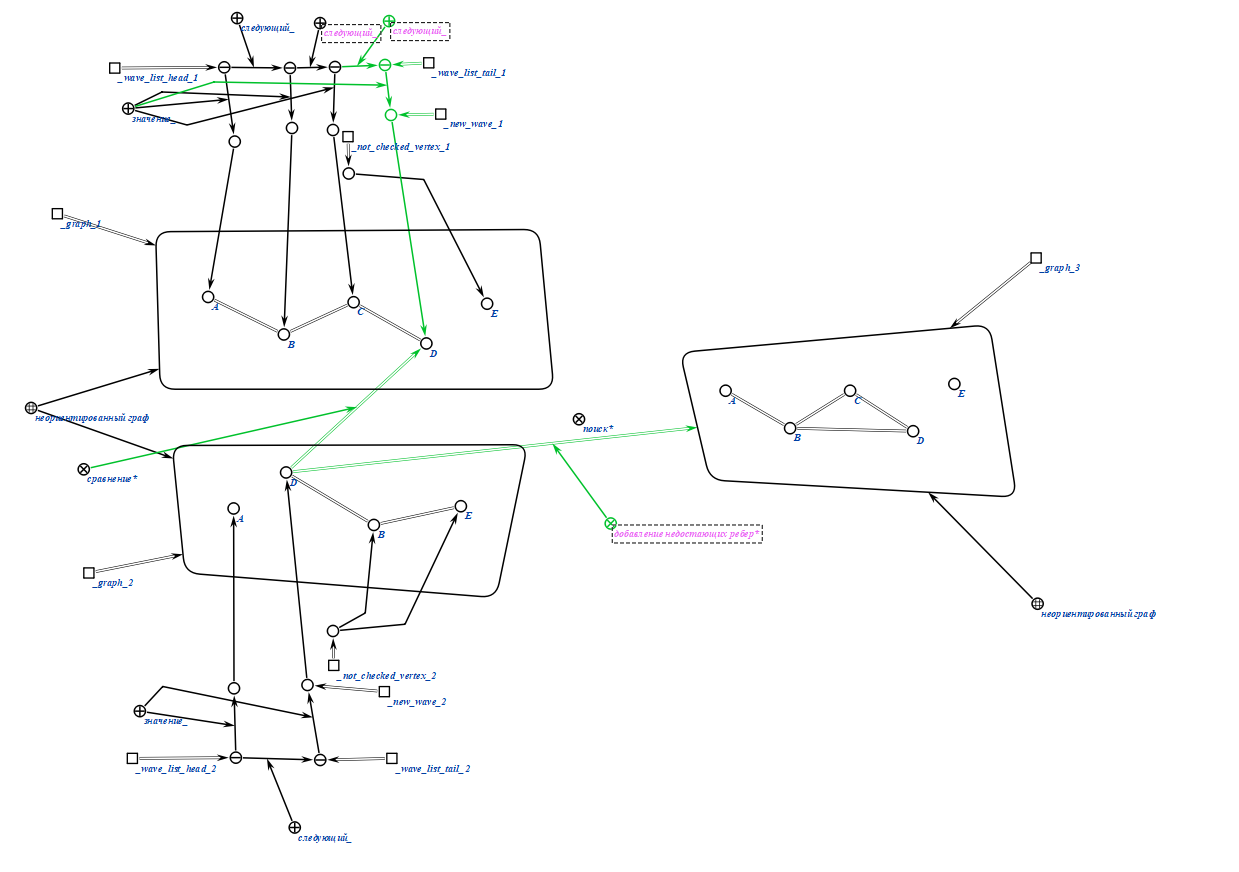 следующий_
следующий_
следующий_
_wave_list_head_1
_wave_list_tail_1
значение_
_new_wave_1
_not_checked_vertex_1
_graph_1
_graph_3
A
B
C
D
E
неориентированный граф
A
B
C
D
E
поиск*
сравнение*
D
A
B
E
добавление недостающих ребер*
_graph_2
неориентированный граф
_not_checked_vertex_2
_new_wave_2
значение_
_wave_list_head_2
_wave_list_tail_2
следующий_